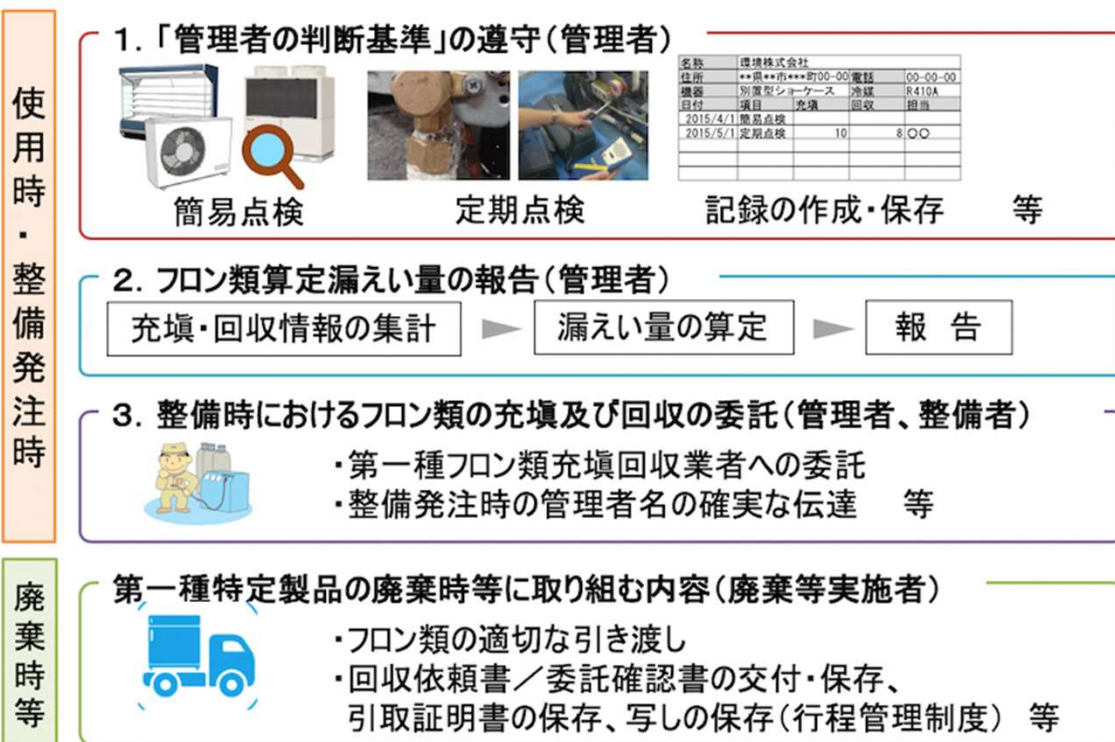 使用時・整備発注時
1. 「管理者の判断基準」の遵守(管理者)
名称 環境株式会社
住所 **県**市***町00-00 電話 00-00-00
機器 別置型ショーケース 冷媒 R410A
日付 項目 充塡 回収 担当
2015/4/1 簡易点検
2015/5/1 定期点検 10 8 〇〇
簡易点検 定期点検 記録の作成・保存 等
2. フロン類算定漏えい量の報告(管理者)
充塡・回収情報の集計 漏えい量の算定 報告
3. 整備時におけるフロン類の充塡及び回収の委託(管理者、整備者)
・第一種フロン類充塡回収業者への委託
・整備発注時の管理者名の確実な伝達 等
廃棄時等
第一種特定製品の廃棄時等に取り組む内容(廃棄等実施者)
・フロン類の適切な引き渡し
・回収依頼書/委託確認書の交付・保存、
引取証明書の保存、写しの保存(行程管理制度) 等